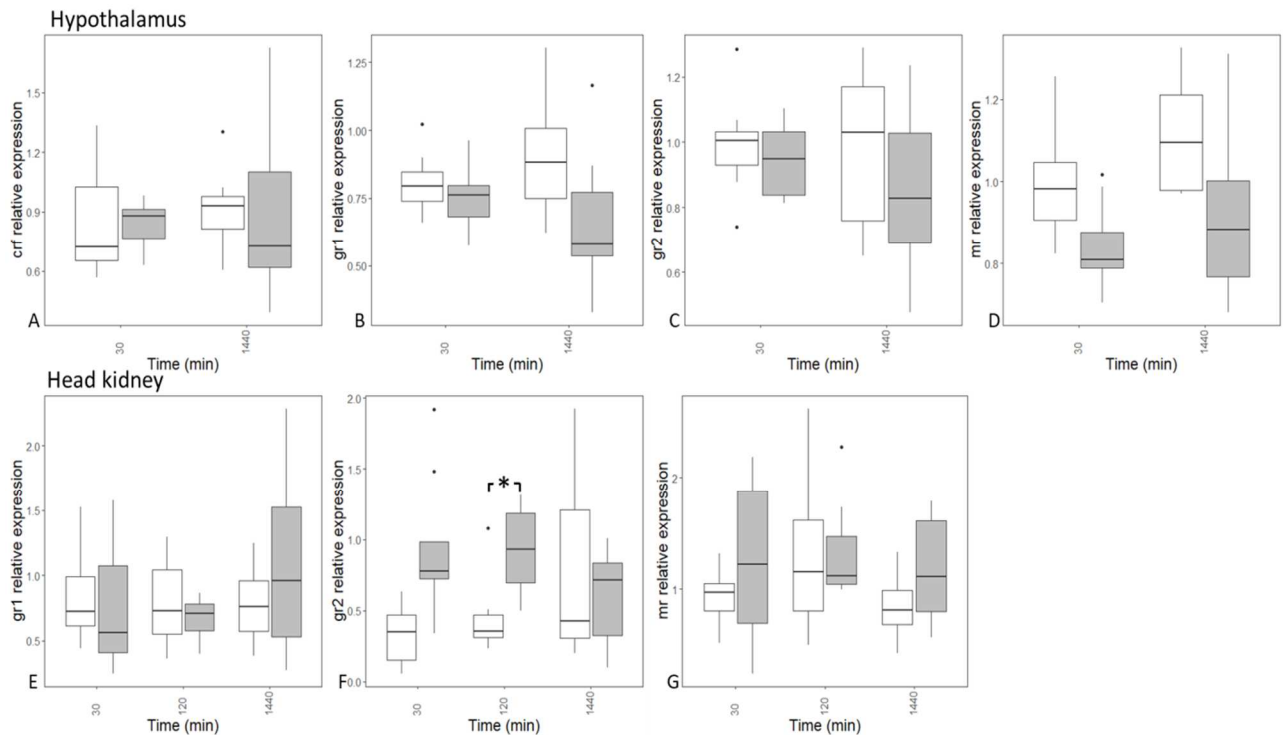 Hypothalamus
crf relative expression
1.5
1.2
0.9
0.6
A
30
1440
Time (min)
gr1 relative expression
1.25
1.00
0.75
0.50
B
30
1440
Time (min)
gr2 relative expression
1.2
1.0
0.8
0.6
C
30
1440
Time (min)
mr relative expression
1.2
1.0
0.8
D
30
1440
Time (min)
Head kidney
gr1 relative expression
2.0
1.5
1.0
0.5
E
30
120
1440
Time (min)
gr2 relative expression
2.0
1.5
1.0
0.5
0.0
*
F
30
120
1440
Time (min)
mr relative expression
2
1
G
30
120
1440
Time (min)